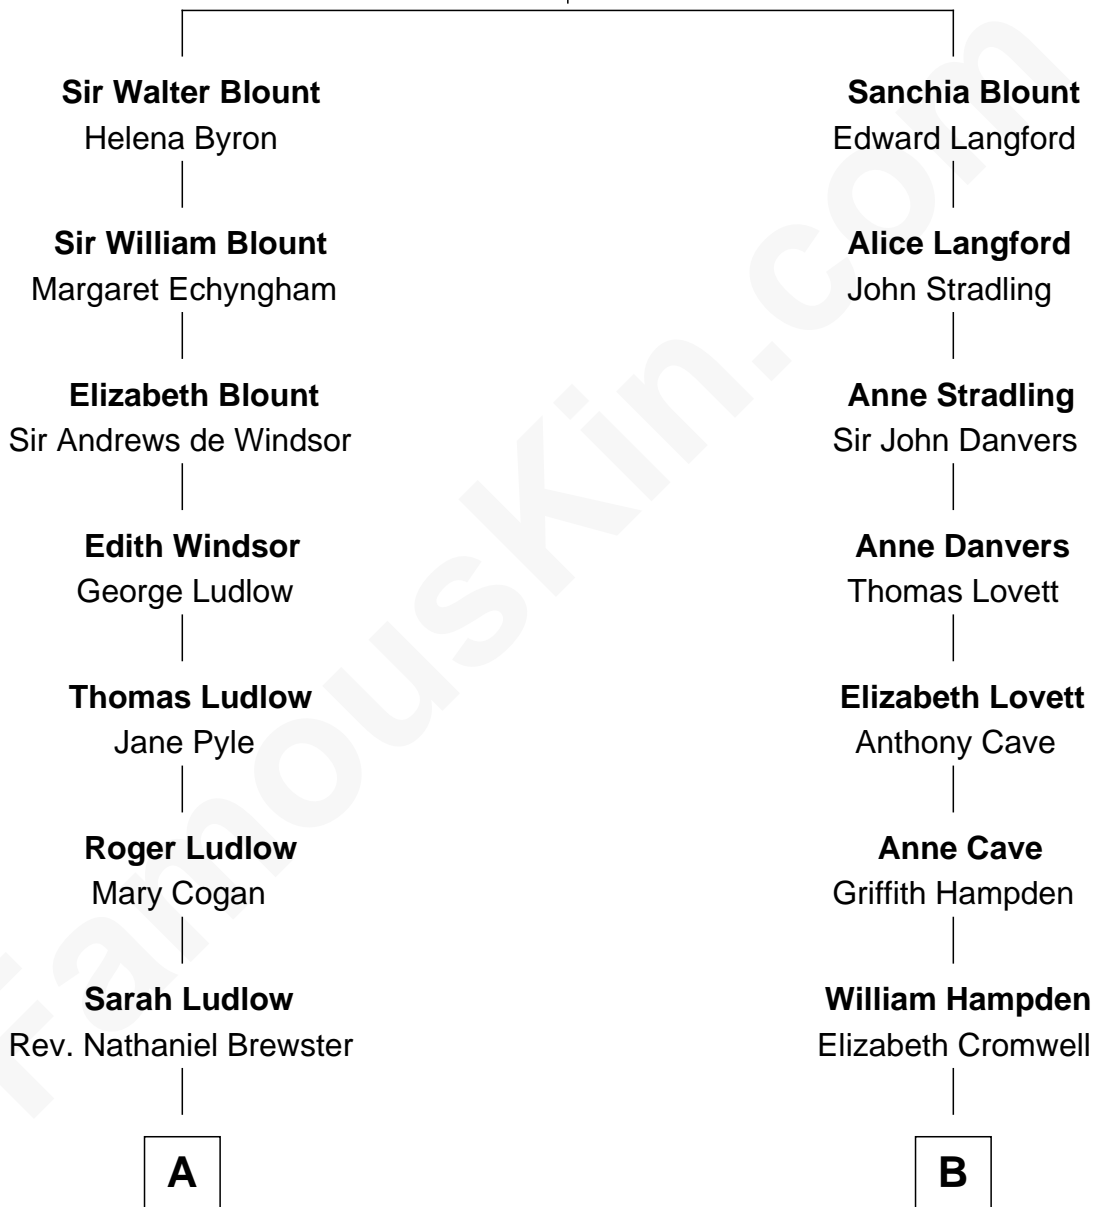 Sir Walter Blount
Helena Byron
Sir William Blount
Margaret Echyngham
Elizabeth Blount
Sir Andrews de Windsor
Edith Windsor
George Ludlow
Thomas Ludlow
Jane Pyle
Roger Ludlow
Mary Cogan
Sarah Ludlow
Rev. Nathaniel Brewster
A
Sanchia Blount
Edward Langford
Alice Langford
John Stradling
Anne Stradling
Sir John Danvers
Anne Danvers
Thomas Lovett
Elizabeth Lovett
Anthony Cave
Anne Cave
Griffith Hampden
William Hampden
Elizabeth Cromwell
B
FamousKin.com